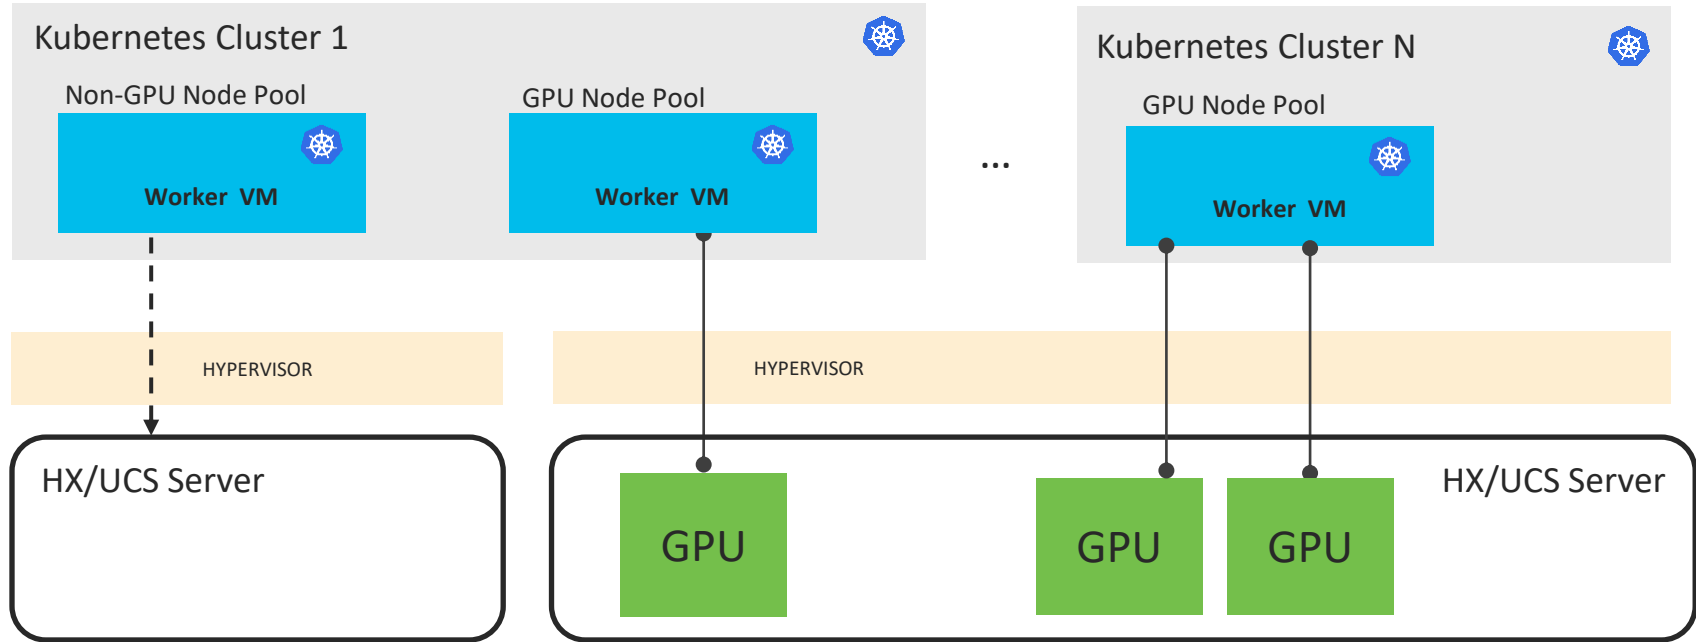 Kubernetes Cluster 1
Non-GPU Node Pool
Worker VM
GPU Node Pool
Worker VM
...
Kubernetes Cluster N
GPU Node Pool
Worker VM
HYPERVISOR
HYPERVISOR
HX/UCS Server
GPU
GPU
GPU
HX/UCS Server